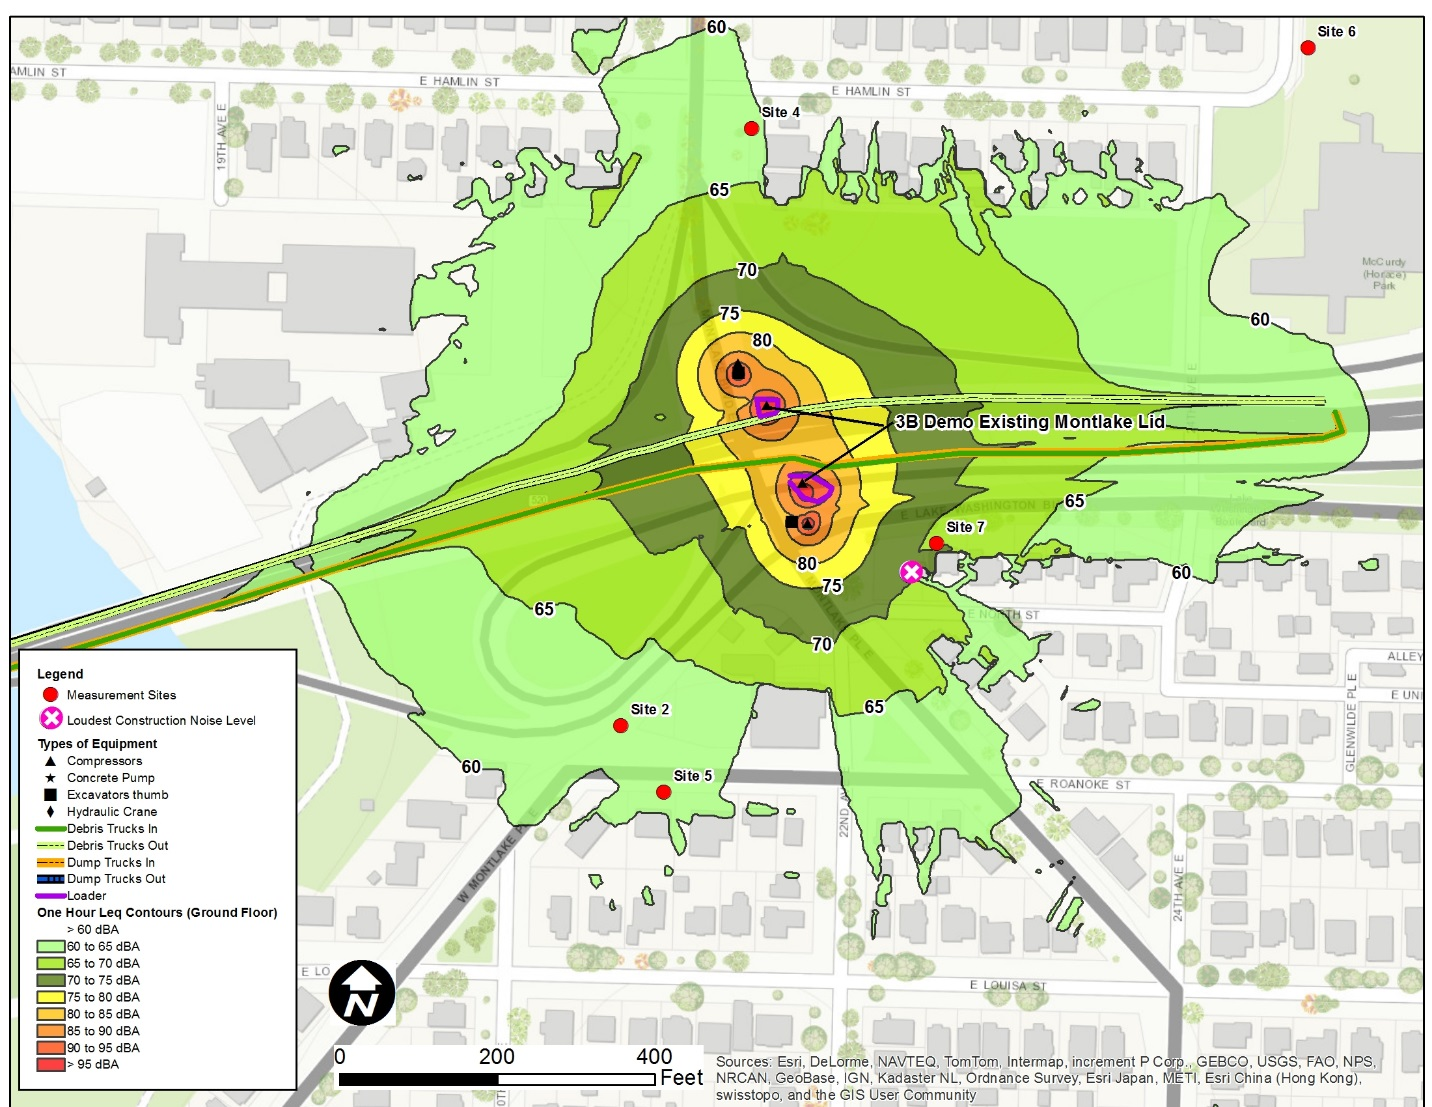 60
Site 6
AMLIN ST
E HAMLIN ST
E HAMLIN ST
19TH AVE E
Site 4
65
70
McCurdy
(Horace)
Park
75
60
80
3B Demo Existing Montlake Lid
520
65
E LAKE WASHINGTON B
Site 7
80
60
75
65
E NORTH ST
70
ALLEY
E UNI
65
Site 2
GLENWILDE PL E
60
Site 5
E ROANOKE ST
22ND AV
W MONTLAKE P
24TH AVE E
E LO
E LOUISA ST
Legend
Measurement Sites
Loudest Construction Noise Level
Types of Equipment
Compressors
Concrete Pump
Excavators thumb
Hydraulic Crane
Debris Trucks In
Debris Trucks Out
Dump Trucks In
Dump Trucks Out
Loader
One Hour Leq Contours (Ground Floor)
> 60 dBA
60 to 65 dBA
65 to 70 dBA
70 to 75 dBA
75 to 80 dBA
80 to 85 dBA
85 to 90 dBA
90 to 95 dBA
> 95 dBA
N
0 200 400
Feet
Sources: Esri, DeLorme, NAVTEQ, TomTom, Intermap, increment P Corp., GEBCO, USGS, FAO, NPS,
NRCAN, GeoBase, IGN, Kadaster NL, Ordnance Survey, Esri Japan, METI, Esri China (Hong Kong),
swisstopo, and the GIS User Community